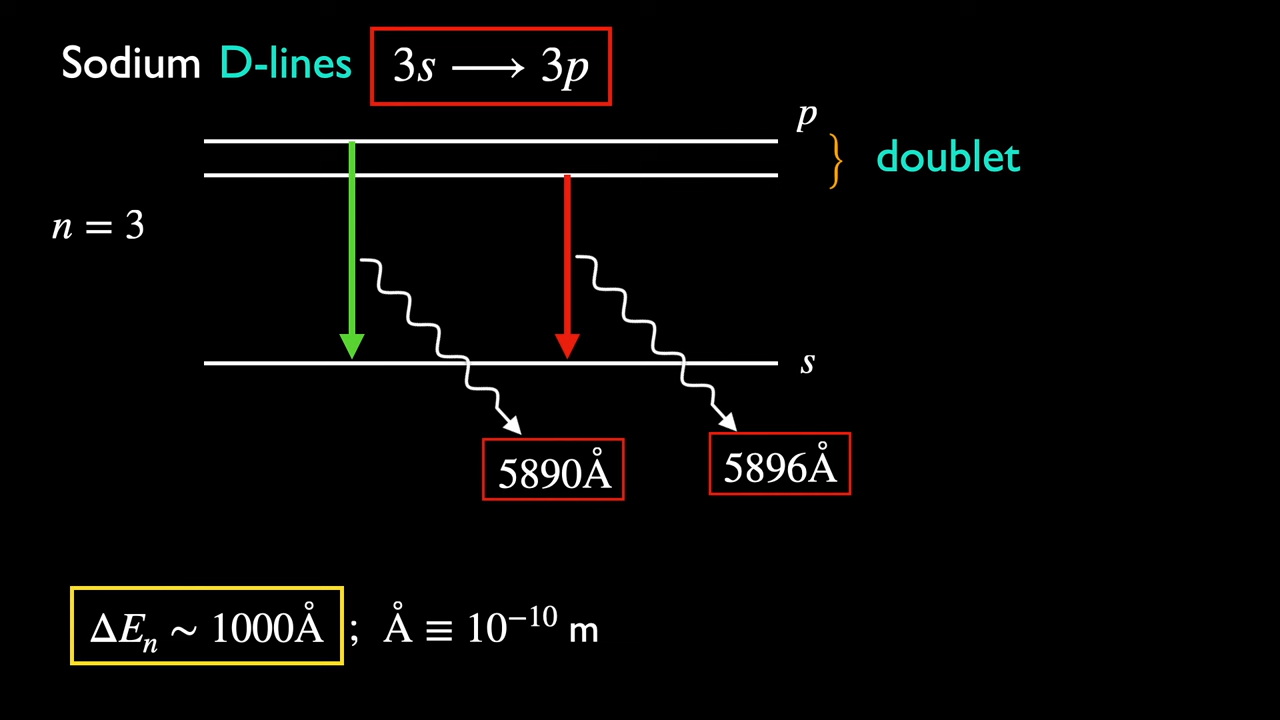 Sodium D-lines 3s ⟶ 3p
p
} doublet
n = 3
s
5890Å
5896Å
ΔEₙ ~ 1000Å ; Å ≡ 10⁻¹⁰ m